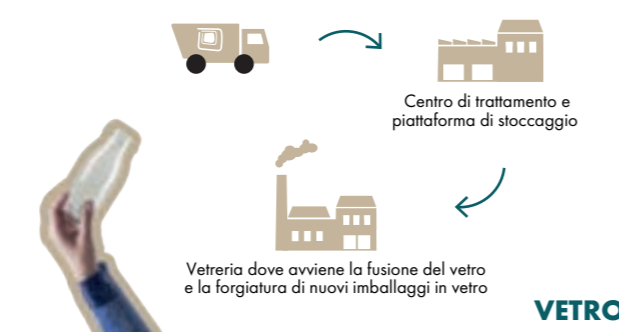 Centro di trattamento e
piattaforma di stoccaggio
Vetreria dove avviene la fusione del vetro
e la forgiatura di nuovi imballaggi in vetro
VETRO